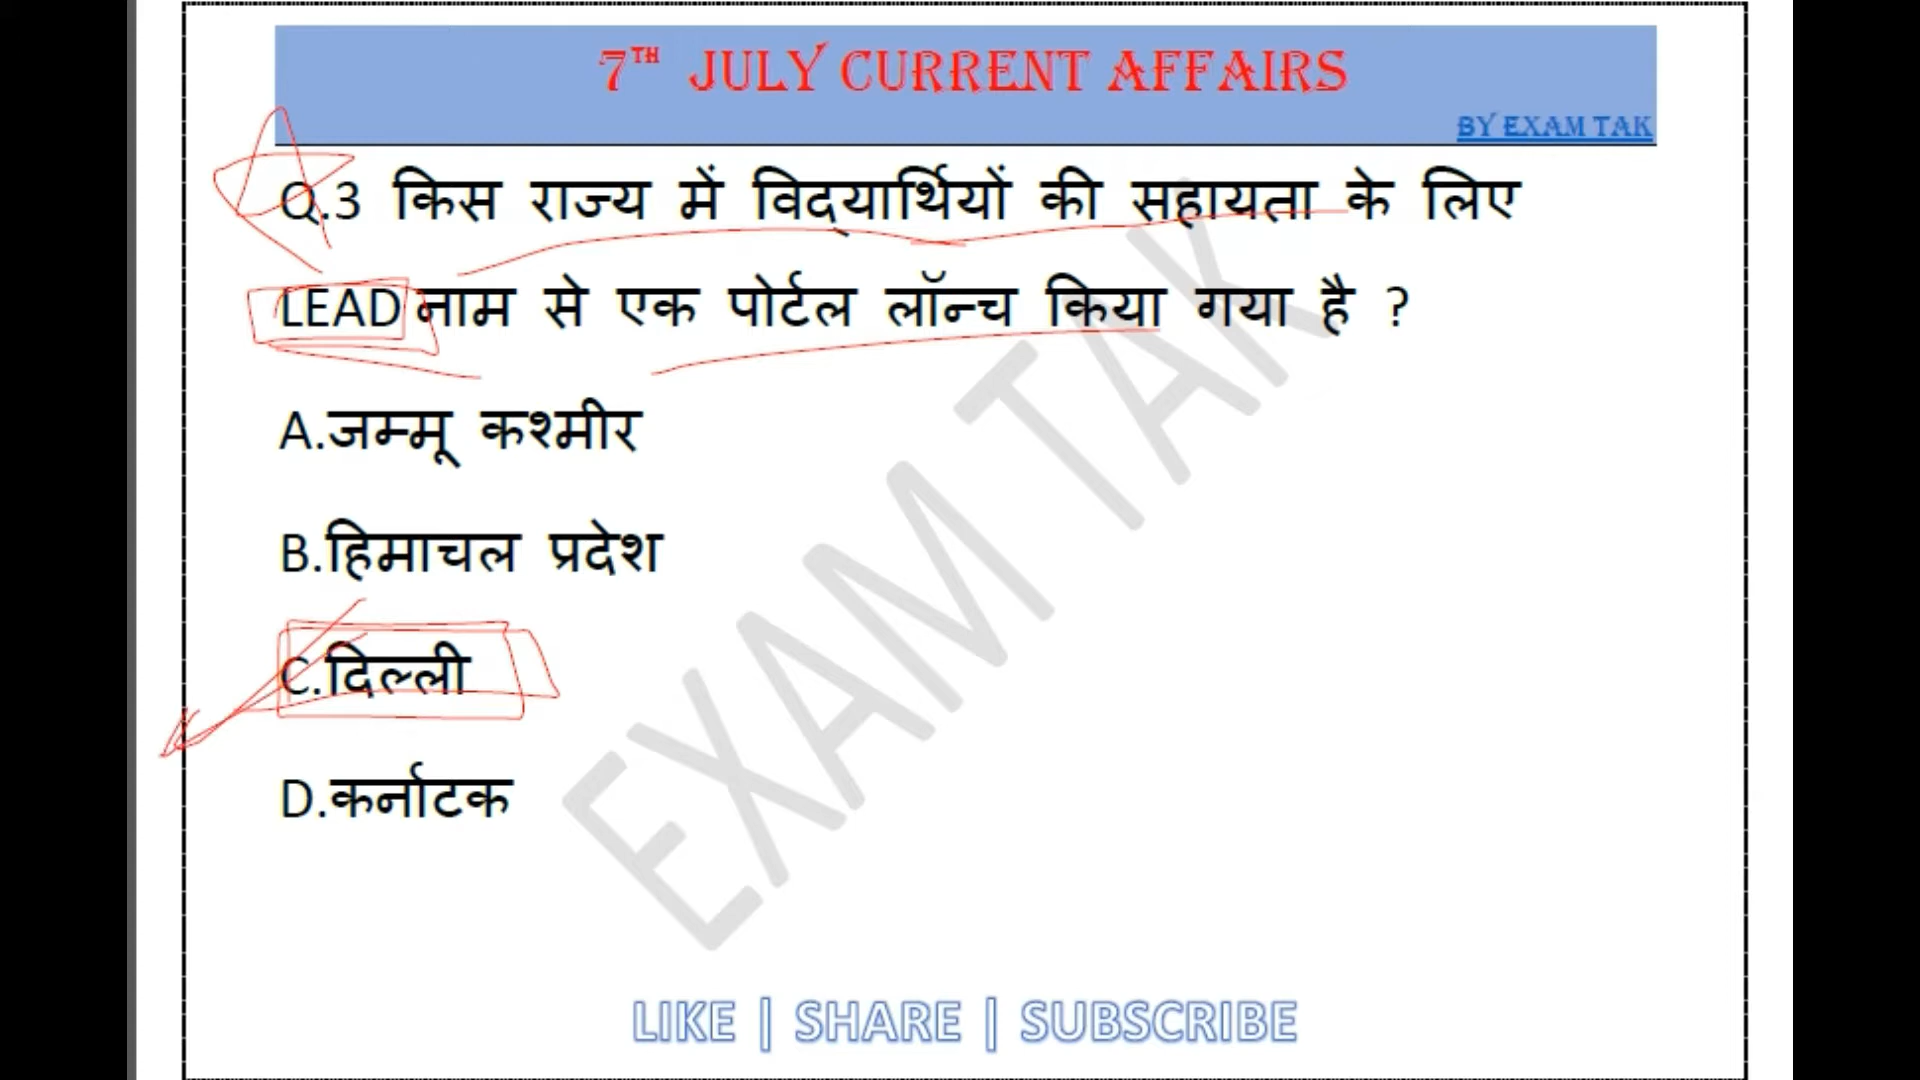 7TH JULY CURRENT AFFAIRS
BY EXAM TAK
Q.3 किस राज्य में विद्यार्थियों की सहायता के लिए
LEAD नाम से एक पोर्टल लॉन्च किया गया है ?
A.जम्मू कश्मीर
B.हिमाचल प्रदेश
C.दिल्ली
D.कर्नाटक
EXAM TAK
LIKE | SHARE | SUBSCRIBE